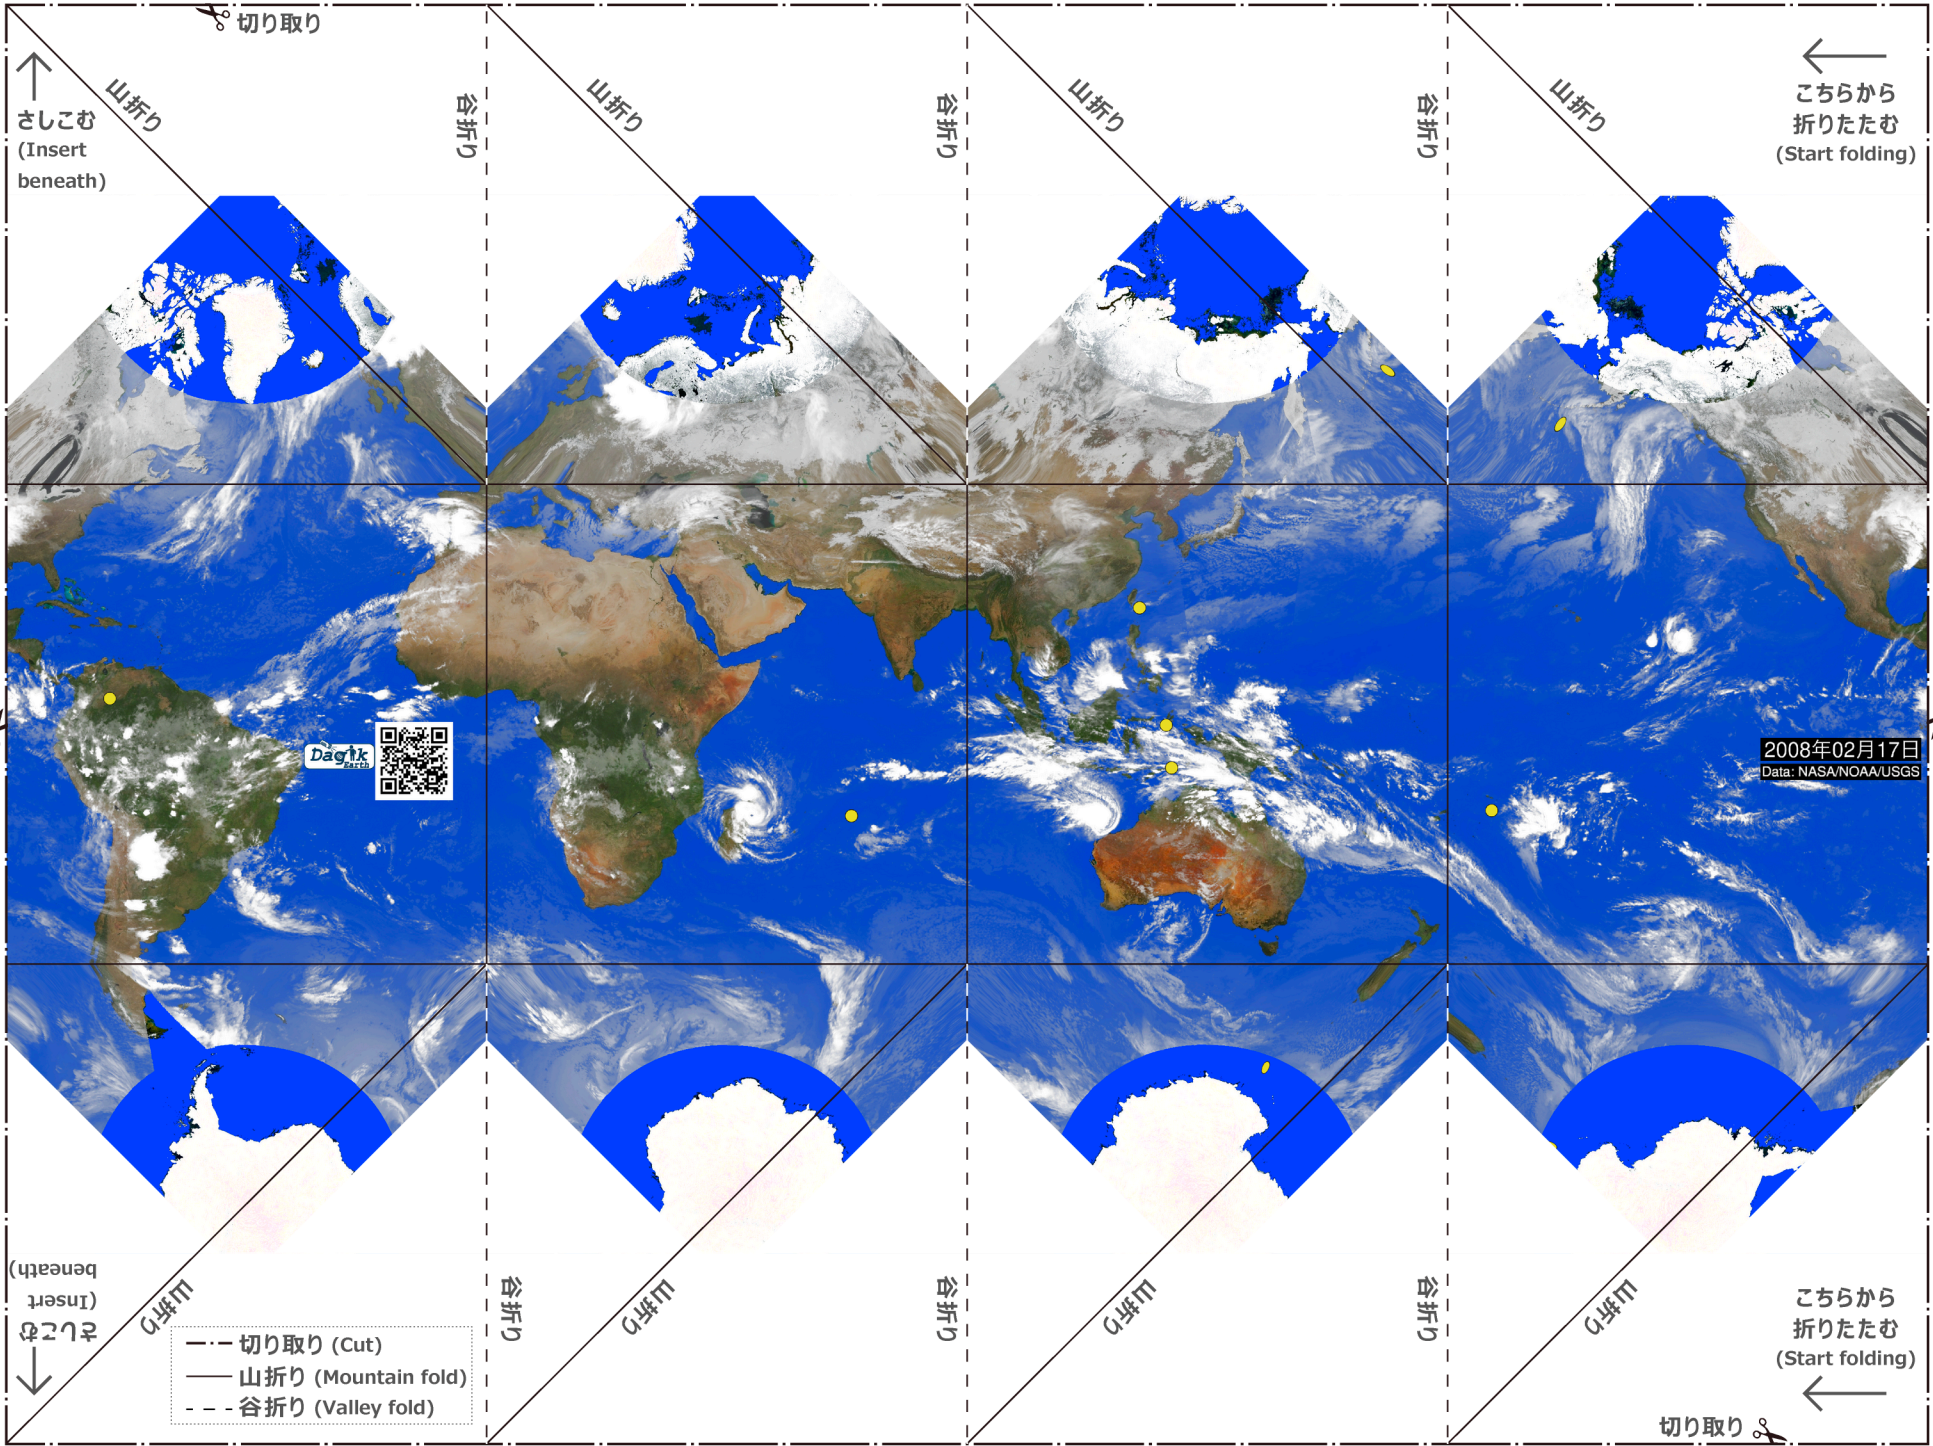 切り取り
さしこむ
(Insert
beneath)
山折り
谷折り
山折り
谷折り
山折り
谷折り
山折り
こちらから
折りたたむ
(Start folding)
Dagik
Earth
2008年02月17日
Data: NASA/NOAA/USGS
さしこむ
(Insert
beneath)
山折り
谷折り
山折り
谷折り
山折り
谷折り
山折り
こちらから
折りたたむ
(Start folding)
切り取り (Cut)
山折り (Mountain fold)
谷折り (Valley fold)
切り取り